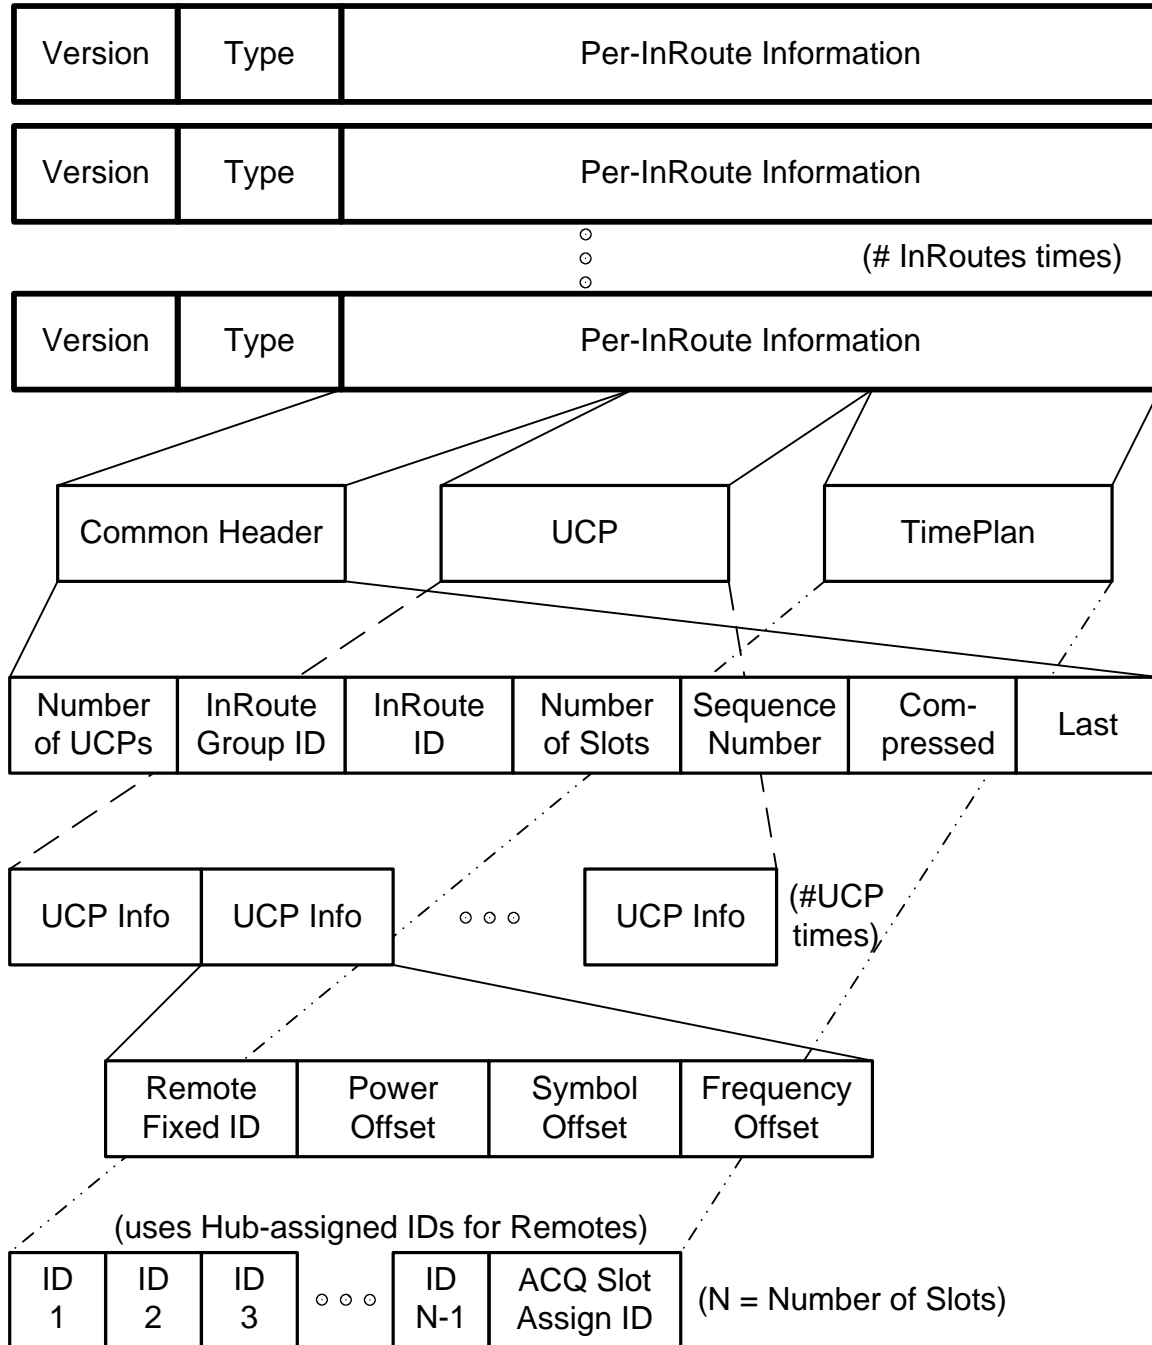 Version Type Per-InRoute Information
Version Type Per-InRoute Information
(# InRoutes times)
Version Type Per-InRoute Information
Common Header UCP TimePlan
Number of UCPs
InRoute Group ID
InRoute ID
Number of Slots
Sequence Number
Com-pressed
Last
UCP Info UCP Info UCP Info
(#UCP times)
Remote Fixed ID
Power Offset
Symbol Offset
Frequency Offset
(uses Hub-assigned IDs for Remotes)
ID 1
ID 2
ID 3
ID N-1
ACQ Slot Assign ID
(N = Number of Slots)